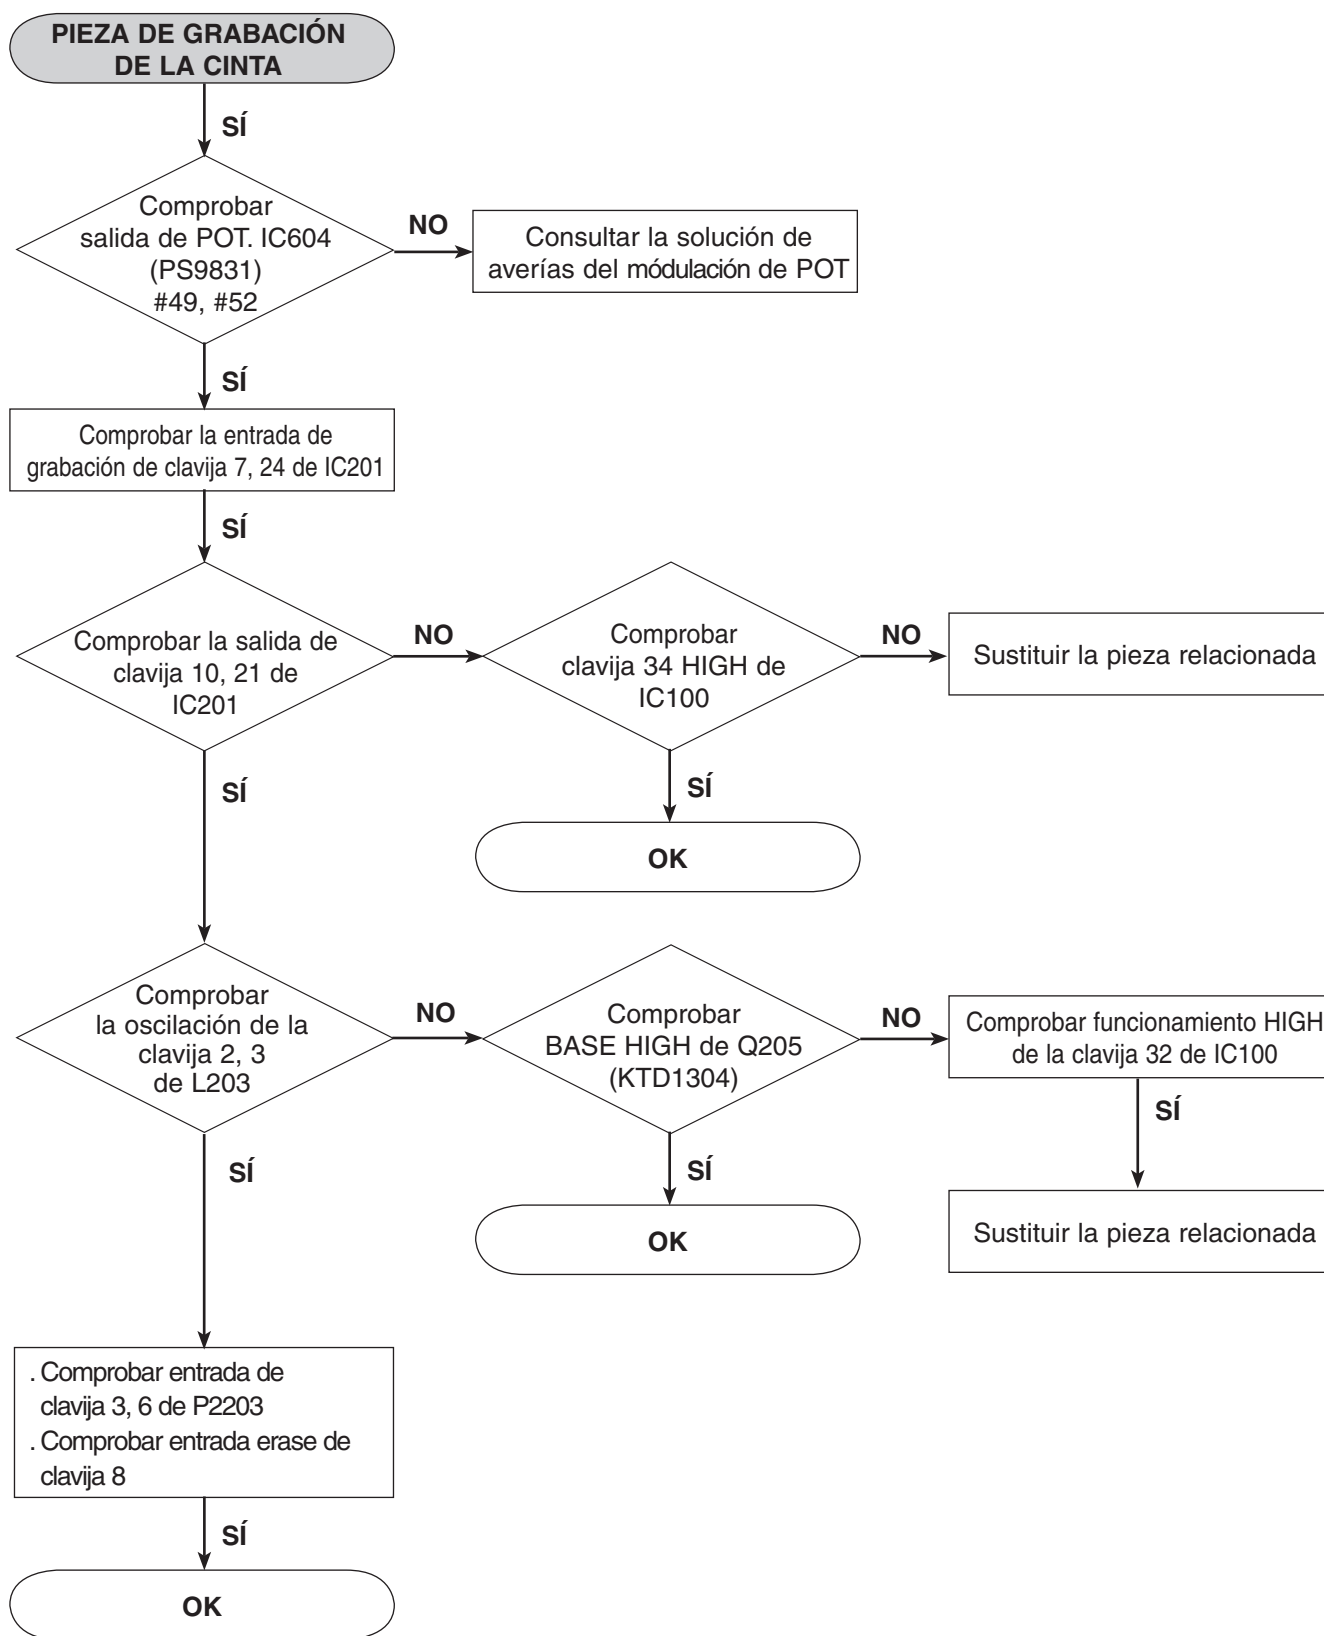 PIEZA DE GRABACIÓN
DE LA CINTA
SÍ
Comprobar
salida de POT. IC604
(PS9831)
#49, #52
NO
Consultar la solución de
averías del módulación de POT
SÍ
Comprobar la entrada de
grabación de clavija 7, 24 de IC201
SÍ
Comprobar la salida de
clavija 10, 21 de
IC201
NO
Comprobar
clavija 34 HIGH de
IC100
NO
Sustituir la pieza relacionada
SÍ
SÍ
OK
Comprobar
la oscilación de la
clavija 2, 3
de L203
NO
Comprobar
BASE HIGH de Q205
(KTD1304)
NO
Comprobar funcionamiento HIGH
de la clavija 32 de IC100
SÍ
SÍ
SÍ
OK
Sustituir la pieza relacionada
. Comprobar entrada de
clavija 3, 6 de P2203
. Comprobar entrada erase de
clavija 8
SÍ
OK